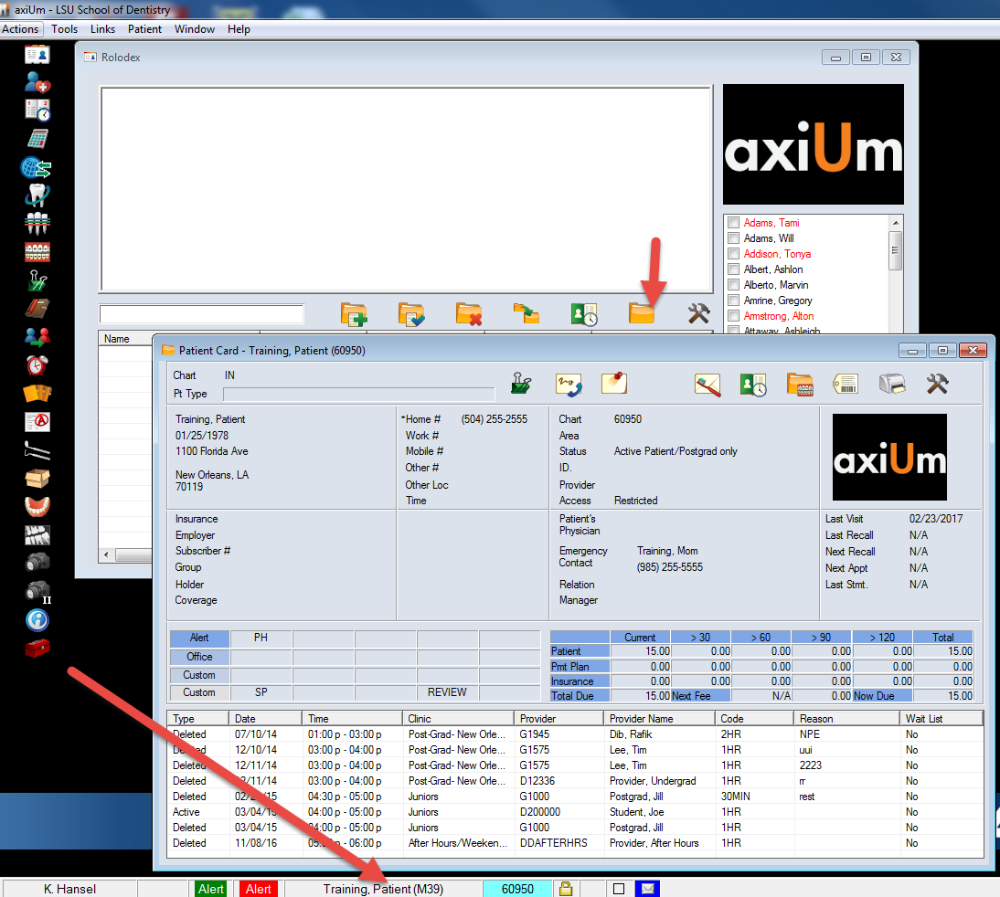 axiUm - LSU School of Dentistry
Actions Tools Links Patient Window Help
Rolodex
axiUm
Adams, Tami
Adams, Will
Addison, Tonya
Albert, Ashlon
Alberto, Marvin
Amrine, Gregory
Armstrong, Alton
Attaway, Ashleigh
Name
Patient Card - Training, Patient (60950)
Chart IN
Pt Type
Training, Patient
01/25/1978
1100 Florida Ave
New Orleans, LA
70119
*Home # (504) 255-2555
Work #
Mobile #
Other #
Other Loc
Time
Chart 60950
Area
Status Active Patient/Postgrad only
ID.
Provider
Access Restricted
axiUm
Insurance
Employer
Subscriber #
Group
Holder
Coverage
Patient's
Physician
Emergency Training, Mom
Contact (985) 255-5555
Relation
Manager
Last Visit 02/23/2017
Last Recall N/A
Next Recall N/A
Next Appt N/A
Last Stmt. N/A
Alert PH
Office
Custom
Custom SP REVIEW
Current > 30 > 60 > 90 > 120 Total
Patient 15.00 0.00 0.00 0.00 0.00 15.00
Pmt Plan 0.00 0.00 0.00 0.00 0.00 0.00
Insurance 0.00 0.00 0.00 0.00 0.00 0.00
Total Due 15.00 Next Fee N/A 0.00 Now Due 15.00
Type Date Time Clinic Provider Provider Name Code Reason Wait List
Deleted 07/10/14 01:00 p - 03:00 p Post-Grad- New Orle... G1945 Dib, Rafik 2HR NPE No
Deleted 12/10/14 03:00 p - 04:00 p Post-Grad- New Orle... G1575 Lee, Tim 1HR uui No
Deleted 12/11/14 03:00 p - 04:00 p Post-Grad- New Orle... G1575 Lee, Tim 1HR 2223 No
Deleted 03:00 p - 04:00 p Post-Grad- New Orle... D12336 Provider, Undergrad 1HR rr No
Deleted 04:30 p - 05:00 p Juniors G1000 Postgrad, Jill 30MIN rest No
Active 03/04/15 04:00 p - 05:00 p Juniors D200000 Student, Joe 1HR No
Deleted 03/04/15 04:00 p - 05:00 p Juniors G1000 Postgrad, Jill 1HR No
Deleted 11/08/16 - 06:00 p After Hours/Weeken... DDAFTERHRS Provider, After Hours 1HR No
K. Hansel Alert Alert Training, Patient (M39) 60950